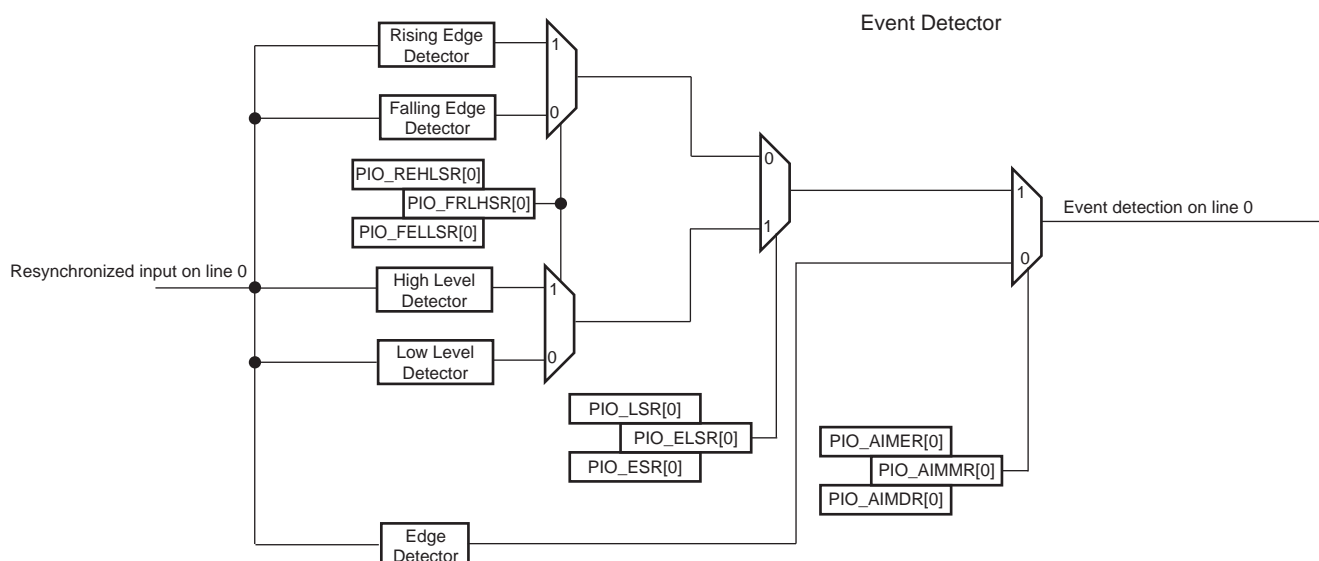 Event Detector
Rising Edge
Detector
1
Falling Edge
Detector
0
PIO_REHLSR[0]
PIO_FRLHSR[0]
PIO_FELLSR[0]
0
1
1
0
Event detection on line 0
Resynchronized input on line 0
High Level
Detector
1
Low Level
Detector
0
PIO_LSR[0]
PIO_ELSR[0]
PIO_ESR[0]
PIO_AIMER[0]
PIO_AIMMR[0]
PIO_AIMDR[0]
Edge
Detector